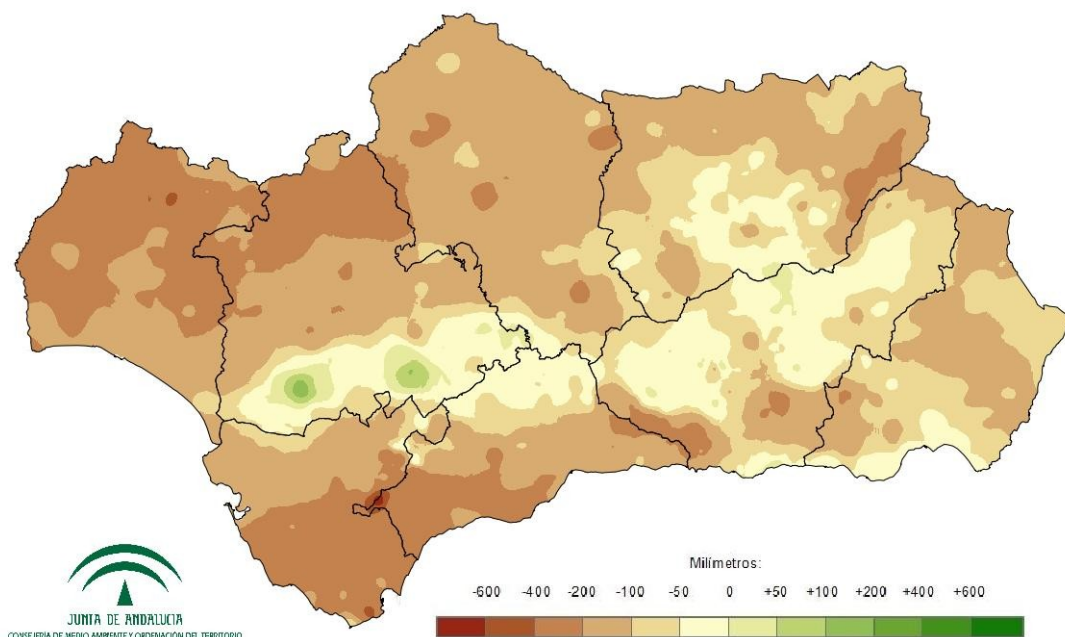 Milímetros:
-600 -400 -200 -100 -50 0 +50 +100 +200 +400 +600
JUNTA DE ANDALUCIA
CONSEJERÍA DE MEDIO AMBIENTE Y ORDENACIÓN DEL TERRITORIO